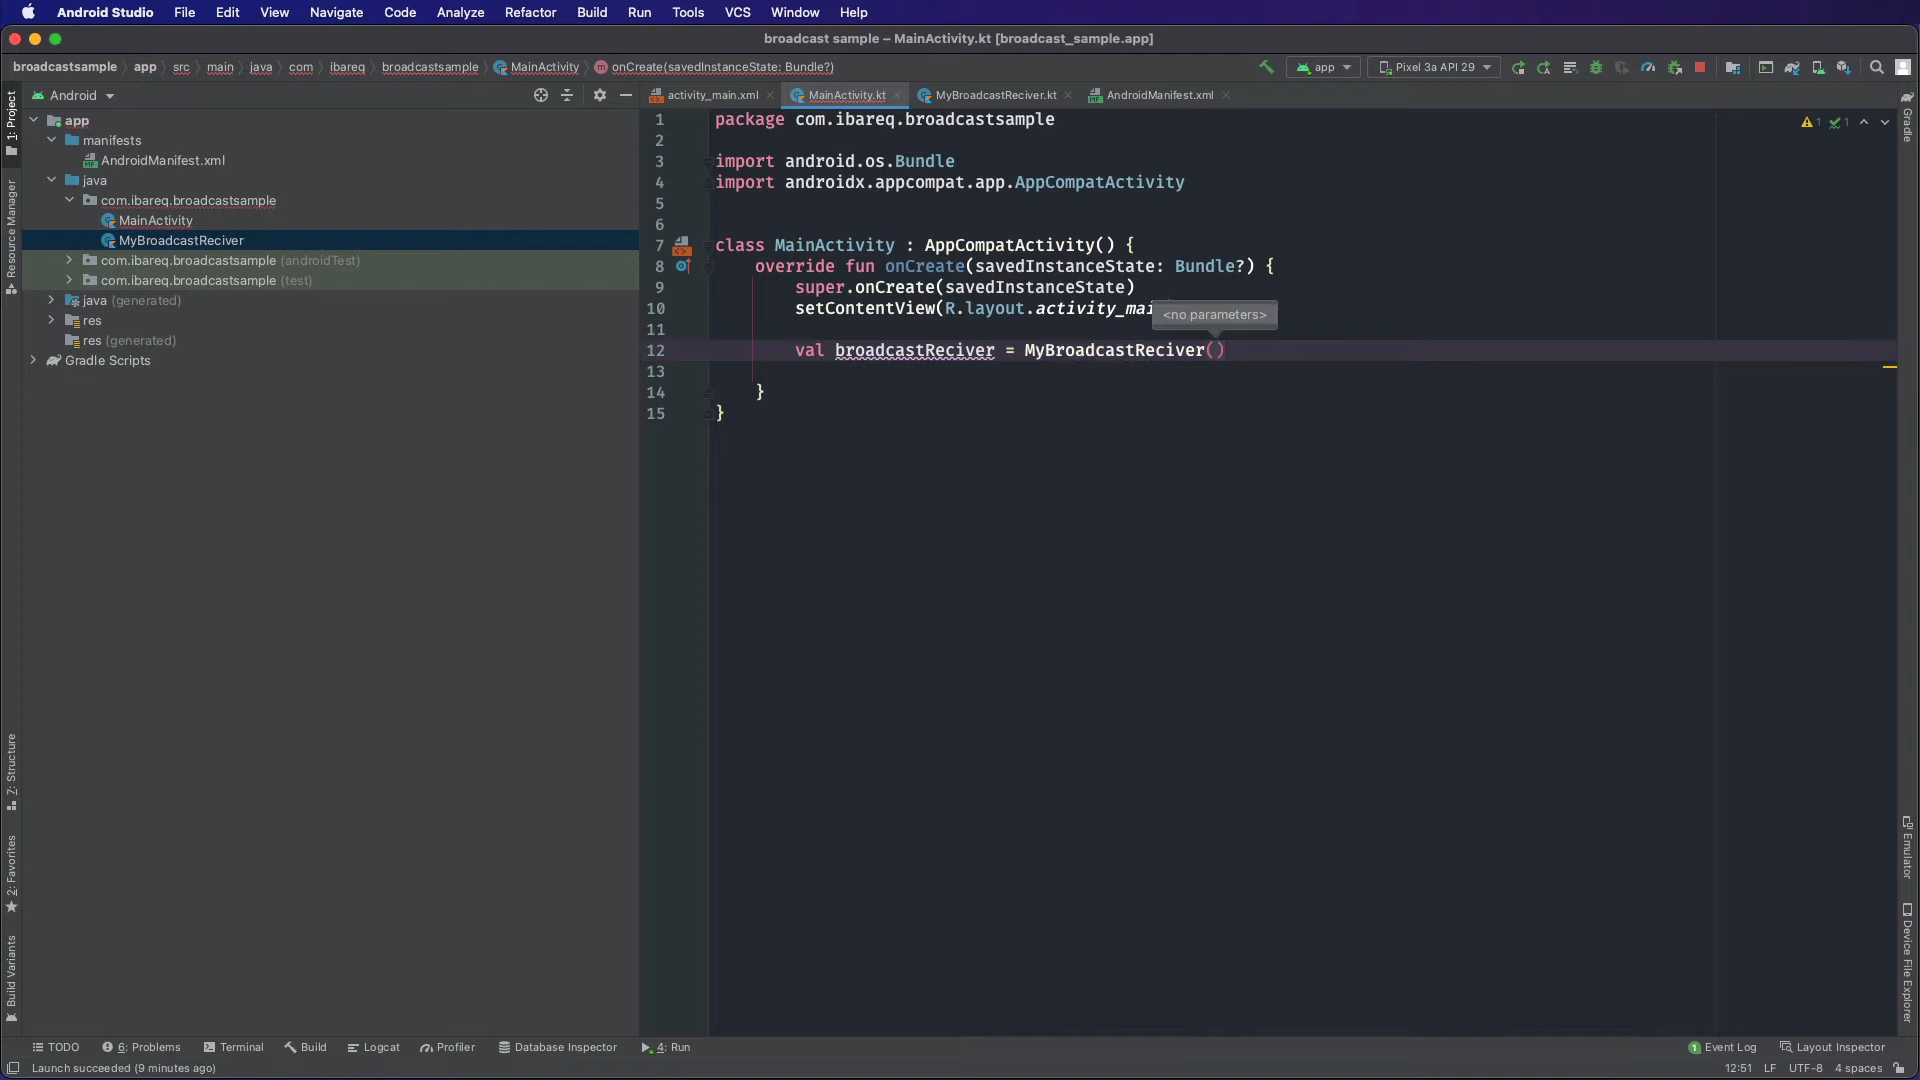 Android Studio File Edit View Navigate Code Analyze Refactor Build Run Tools VCS Window Help
broadcast sample – MainActivity.kt [broadcast_sample.app]
broadcastsample app src main java com ibareq broadcastsample MainActivity onCreate(savedInstanceState: Bundle?) app Pixel 3a API 29
Android activity_main.xml MainActivity.kt MyBroadcastReciver.kt AndroidManifest.xml
1: Project
Resource Manager
Z: Structure
2: Favorites
Build Variants
app
manifests
AndroidManifest.xml
java
com.ibareq.broadcastsample
MainActivity
MyBroadcastReciver
com.ibareq.broadcastsample (androidTest)
com.ibareq.broadcastsample (test)
java (generated)
res
res (generated)
Gradle Scripts
1 package com.ibareq.broadcastsample
2
3 import android.os.Bundle
4 import androidx.appcompat.app.AppCompatActivity
5
6
7 class MainActivity : AppCompatActivity() {
8 override fun onCreate(savedInstanceState: Bundle?) {
9 super.onCreate(savedInstanceState)
10 setContentView(R.layout.activity_mai
<no parameters>
11
12 val broadcastReciver = MyBroadcastReciver()
13
14 }
15 }
1 1
Gradle
Emulator
Device File Explorer
TODO 6: Problems Terminal Build Logcat Profiler Database Inspector 4: Run 1 Event Log Layout Inspector
Launch succeeded (9 minutes ago) 12:51 LF UTF-8 4 spaces